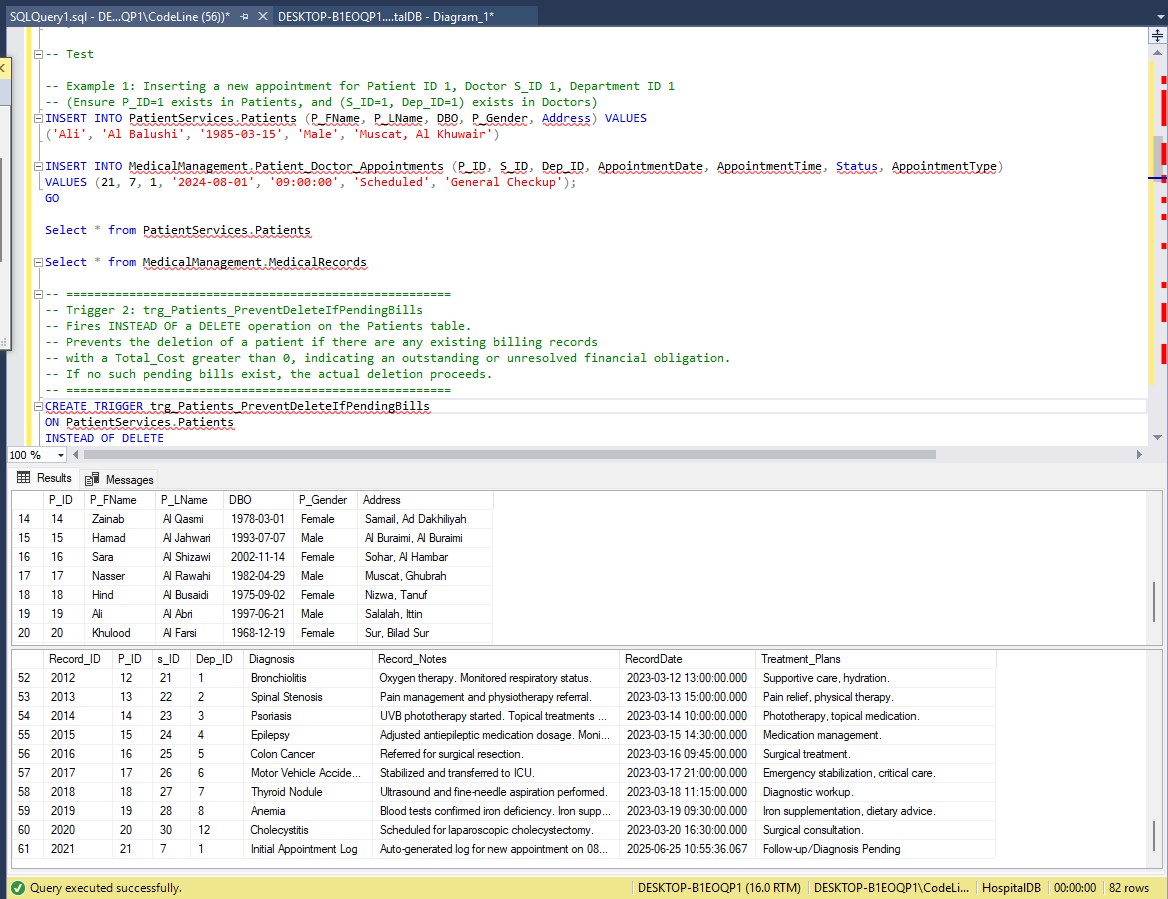 SQLQuery1.sql - DE...QP1\CodeLine (56))* DESKTOP-B1EOQP1....talDB - Diagram_1*
-- Test
-- Example 1: Inserting a new appointment for Patient ID 1, Doctor S_ID 1, Department ID 1
-- (Ensure P_ID=1 exists in Patients, and (S_ID=1, Dep_ID=1) exists in Doctors)
INSERT INTO PatientServices.Patients (P_FName, P_LName, DBO, P_Gender, Address) VALUES
('Ali', 'Al Balushi', '1985-03-15', 'Male', 'Muscat, Al Khuwair')
INSERT INTO MedicalManagement.Patient_Doctor_Appointments (P_ID, S_ID, Dep_ID, AppointmentDate, AppointmentTime, Status, AppointmentType)
VALUES (21, 7, 1, '2024-08-01', '09:00:00', 'Scheduled', 'General Checkup');
GO
Select * from PatientServices.Patients
Select * from MedicalManagement.MedicalRecords
-- =====================================================
-- Trigger 2: trg_Patients_PreventDeleteIfPendingBills
-- Fires INSTEAD OF a DELETE operation on the Patients table.
-- Prevents the deletion of a patient if there are any existing billing records
-- with a Total_Cost greater than 0, indicating an outstanding or unresolved financial obligation.
-- If no such pending bills exist, the actual deletion proceeds.
-- =====================================================
CREATE TRIGGER trg_Patients_PreventDeleteIfPendingBills
ON PatientServices.Patients
INSTEAD OF DELETE
100 %
Results Messages
P_ID P_FName P_LName DBO P_Gender Address
14 14 Zainab Al Qasmi 1978-03-01 Female Samail, Ad Dakhiliyah
15 15 Hamad Al Jahwari 1993-07-07 Male Al Buraimi, Al Buraimi
16 16 Sara Al Shizawi 2002-11-14 Female Sohar, Al Hambar
17 17 Nasser Al Rawahi 1982-04-29 Male Muscat, Ghubrah
18 18 Hind Al Busaidi 1975-09-02 Female Nizwa, Tanuf
19 19 Ali Al Abri 1997-06-21 Male Salalah, Ittin
20 20 Khulood Al Farsi 1968-12-19 Female Sur, Bilad Sur
Record_ID P_ID s_ID Dep_ID Diagnosis Record_Notes RecordDate Treatment_Plans
52 2012 12 21 1 Bronchiolitis Oxygen therapy. Monitored respiratory status. 2023-03-12 13:00:00.000 Supportive care, hydration.
53 2013 13 22 2 Spinal Stenosis Pain management and physiotherapy referral. 2023-03-13 15:00:00.000 Pain relief, physical therapy.
54 2014 14 23 3 Psoriasis UVB phototherapy started. Topical treatments ... 2023-03-14 10:00:00.000 Phototherapy, topical medication.
55 2015 15 24 4 Epilepsy Adjusted antiepileptic medication dosage. Moni... 2023-03-15 14:30:00.000 Medication management.
56 2016 16 25 5 Colon Cancer Referred for surgical resection. 2023-03-16 09:45:00.000 Surgical treatment.
57 2017 17 26 6 Motor Vehicle Accide... Stabilized and transferred to ICU. 2023-03-17 21:00:00.000 Emergency stabilization, critical care.
58 2018 18 27 7 Thyroid Nodule Ultrasound and fine-needle aspiration performed. 2023-03-18 11:15:00.000 Diagnostic workup.
59 2019 19 28 8 Anemia Blood tests confirmed iron deficiency. Iron supp... 2023-03-19 09:30:00.000 Iron supplementation, dietary advice.
60 2020 20 30 12 Cholecystitis Scheduled for laparoscopic cholecystectomy. 2023-03-20 16:30:00.000 Surgical consultation.
61 2021 21 7 1 Initial Appointment Log Auto-generated log for new appointment on 08... 2025-06-25 10:55:36.067 Follow-up/Diagnosis Pending
Query executed successfully. DESKTOP-B1EOQP1 (16.0 RTM) DESKTOP-B1EOQP1\CodeLi... HospitalDB 00:00:00 82 rows